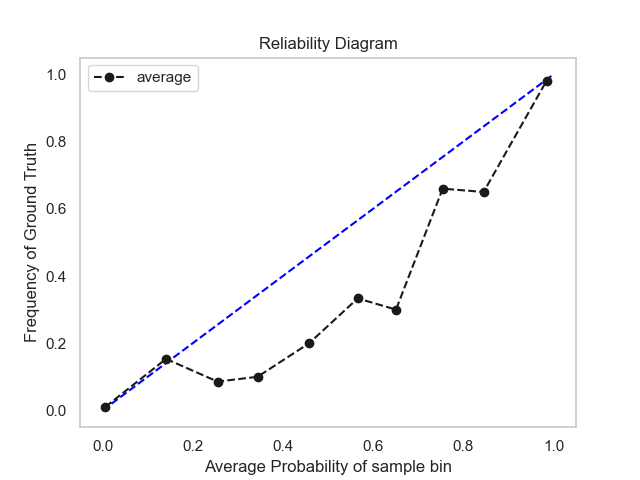 Reliability Diagram
average
1.0
0.8
0.6
0.4
0.2
0.0
Frequency of Ground Truth
0.0 0.2 0.4 0.6 0.8 1.0
Average Probability of sample bin